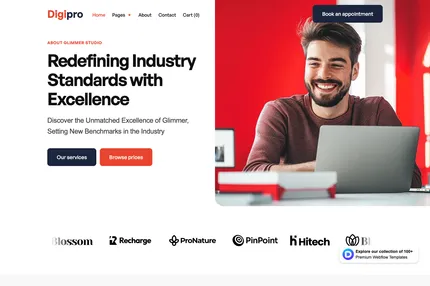 Digipro
Home Pages About Contact Cart (0)
Book an appointment
ABOUT GLIMMER STUDIO
Redefining Industry
Standards with
Excellence
Discover the Unmatched Excellence of Glimmer,
Setting New Benchmarks in the Industry
Our services
Browse prices
Blossom Recharge ProNature PinPoint Hitech Bl
Explore our collection of 150+
Premium Webflow Templates